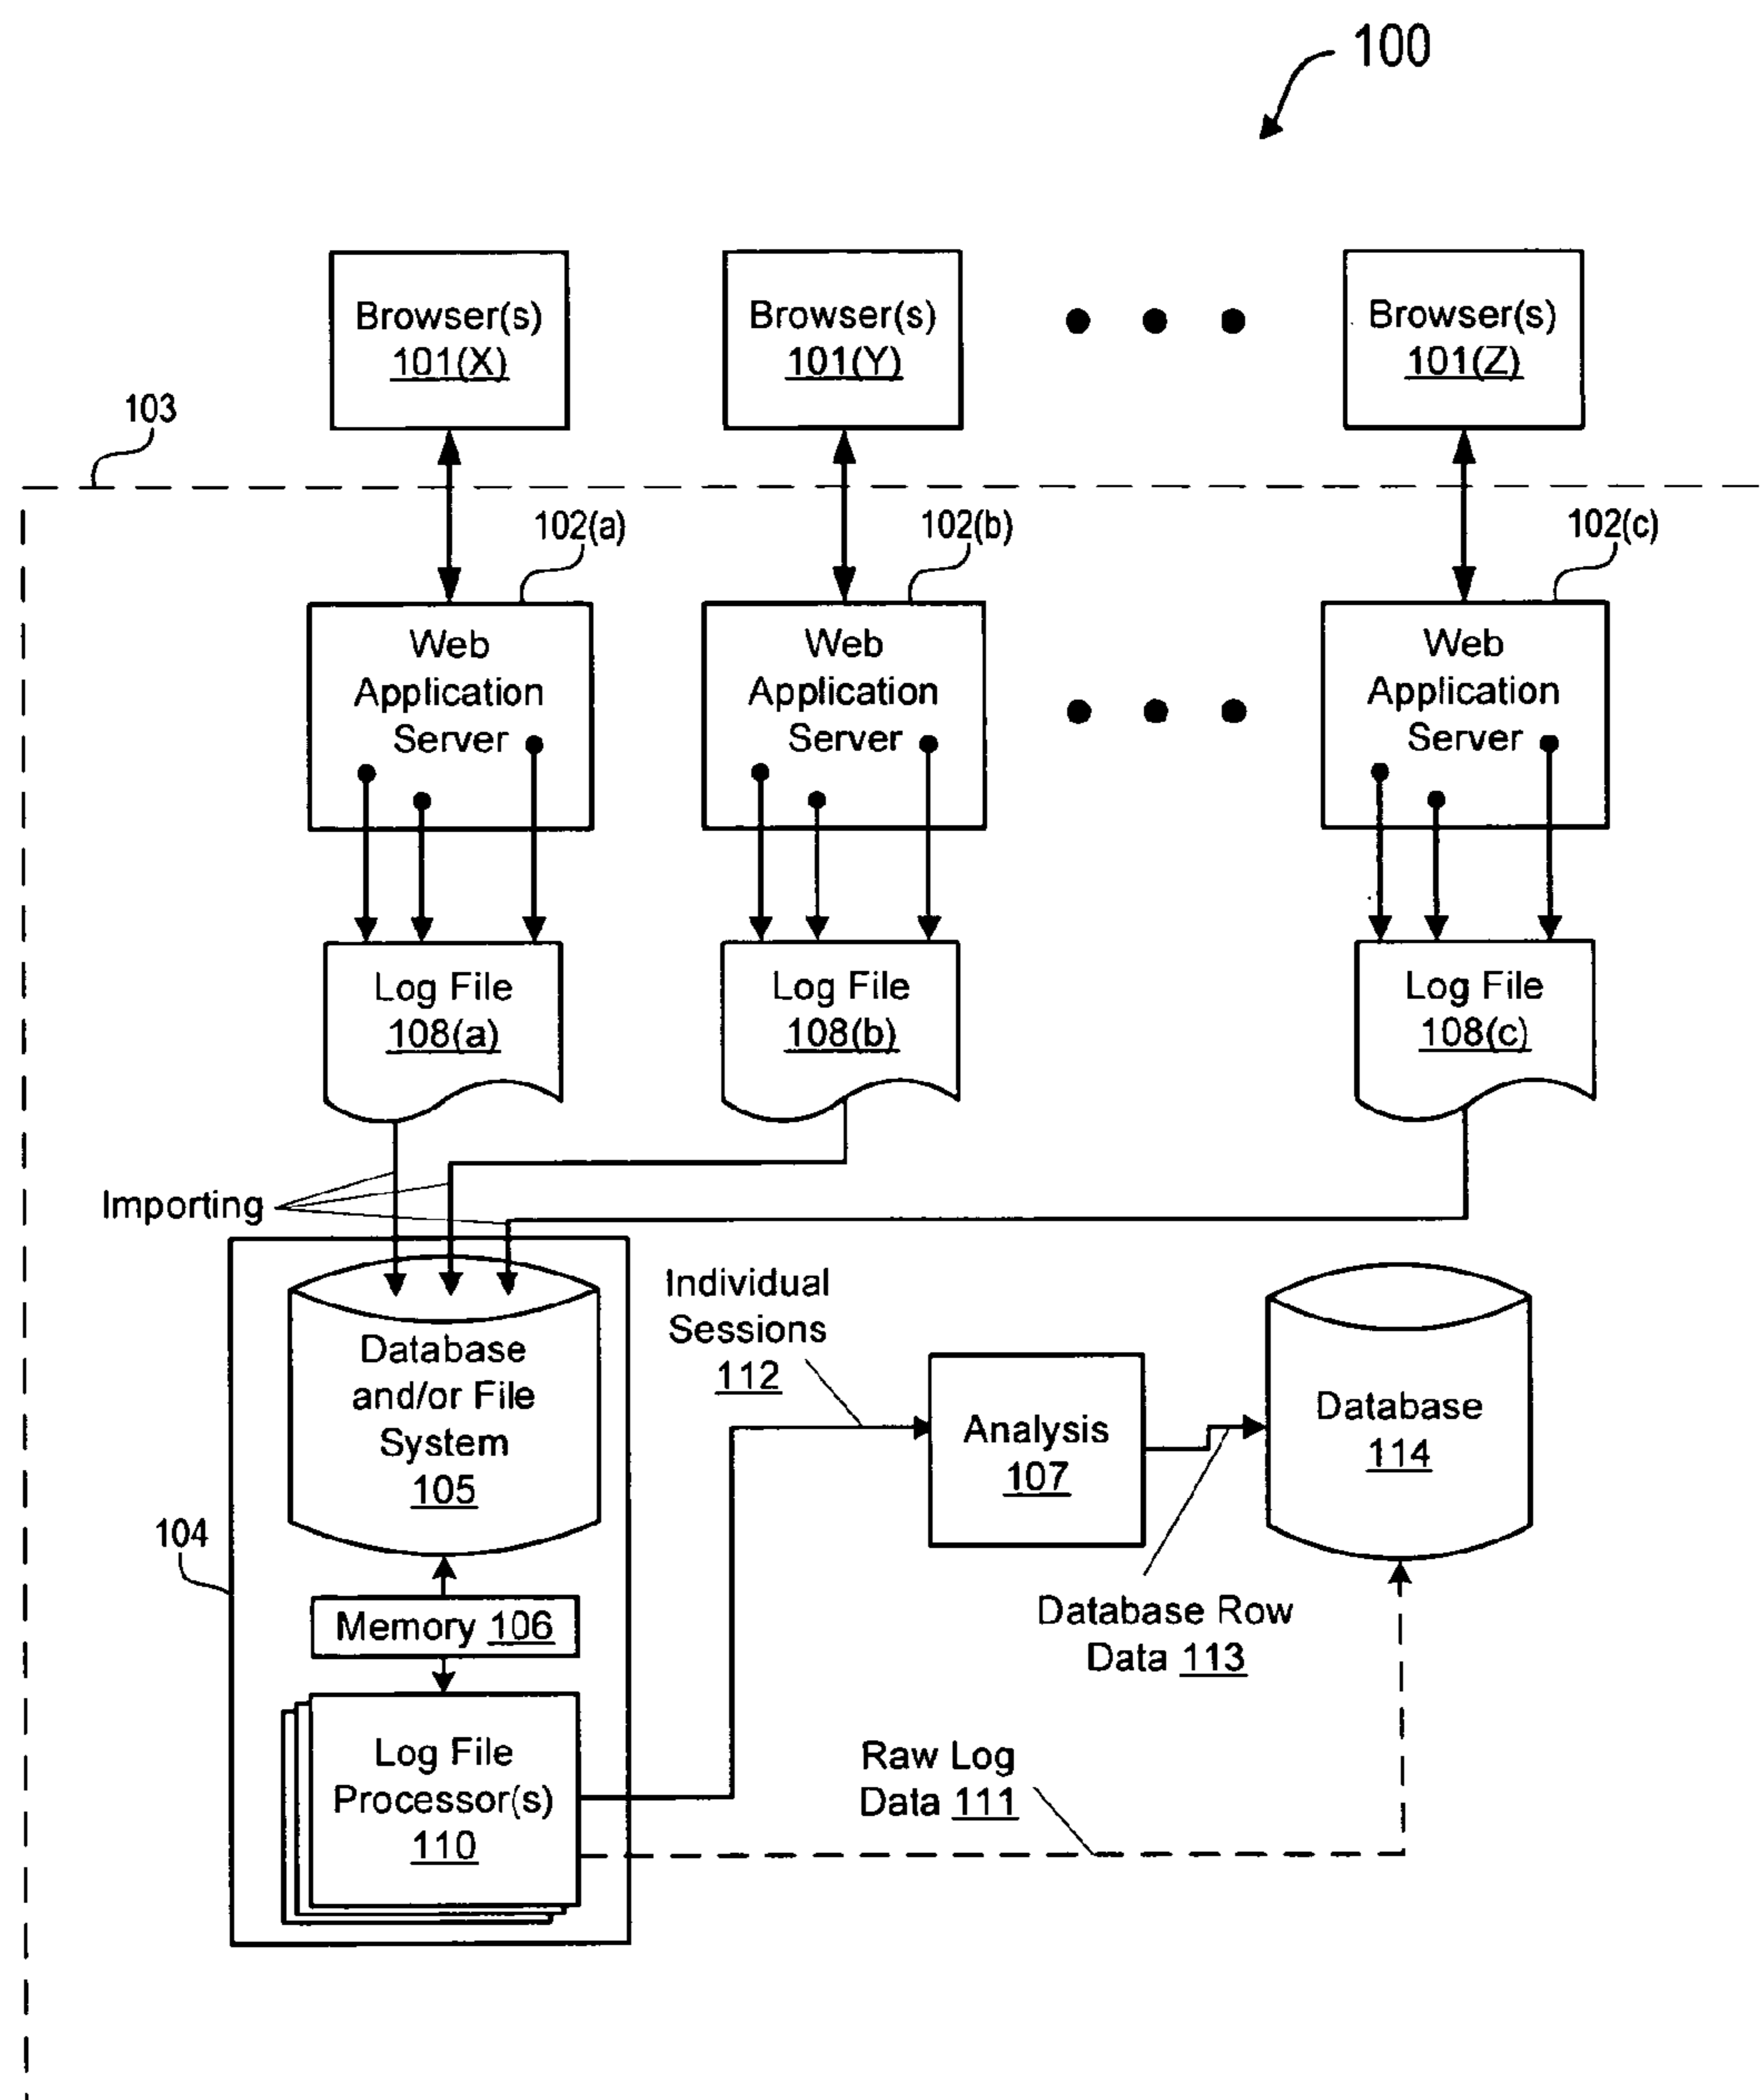 100
Browser(s)
101(X)
Browser(s)
101(Y)
Browser(s)
101(Z)
103
102(a)
102(b)
102(c)
Web
Application
Server
Web
Application
Server
Web
Application
Server
Log File
108(a)
Log File
108(b)
Log File
108(c)
Importing
Database
and/or File
System
105
Individual
Sessions
112
Analysis
107
Database
114
104
Memory 106
Database Row
Data 113
Log File
Processor(s)
110
Raw Log
Data 111